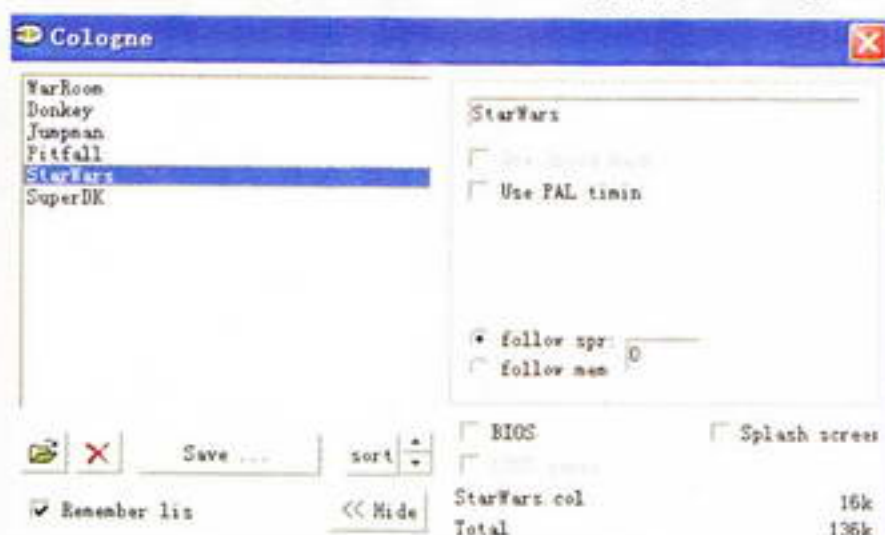 Cologne
WarRoom
Donkey
Jumpman
Pitfall
StarWars
SuperDK
StarWars
Use PAL timin
follow spr:
0
follow mem
Save ...
sort
Remember lis
<< Hide
BIOS
Splash screen
StarWars.col
16k
Total
136k